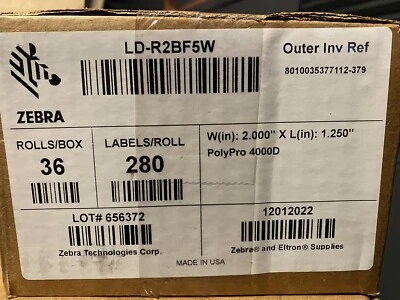 LD-R2BF5W
Outer Inv Ref
8010035377112-379
ZEBRA
ROLLS/BOX
36
LABELS/ROLL
280
W(in): 2.000" X L(in): 1.250"
PolyPro 4000D
LOT# 656372
12012022
Zebra Technologies Corp.
Zebra® and Eltron® Supplies
MADE IN USA